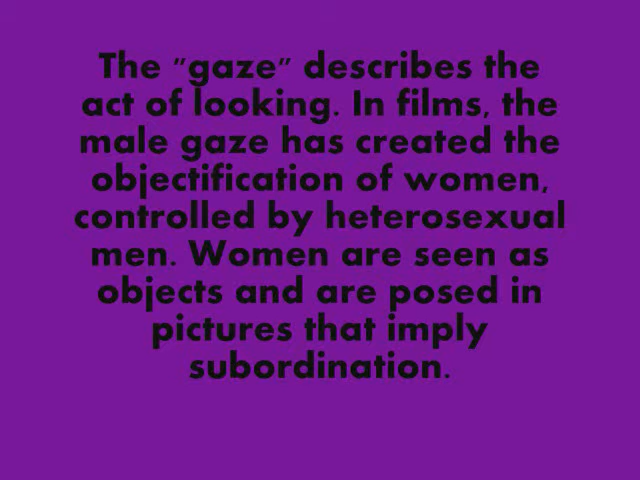 The "gaze" describes the
act of looking. In films, the
male gaze has created the
objectification of women,
controlled by heterosexual
men. Women are seen as
objects and are posed in
pictures that imply
subordination.